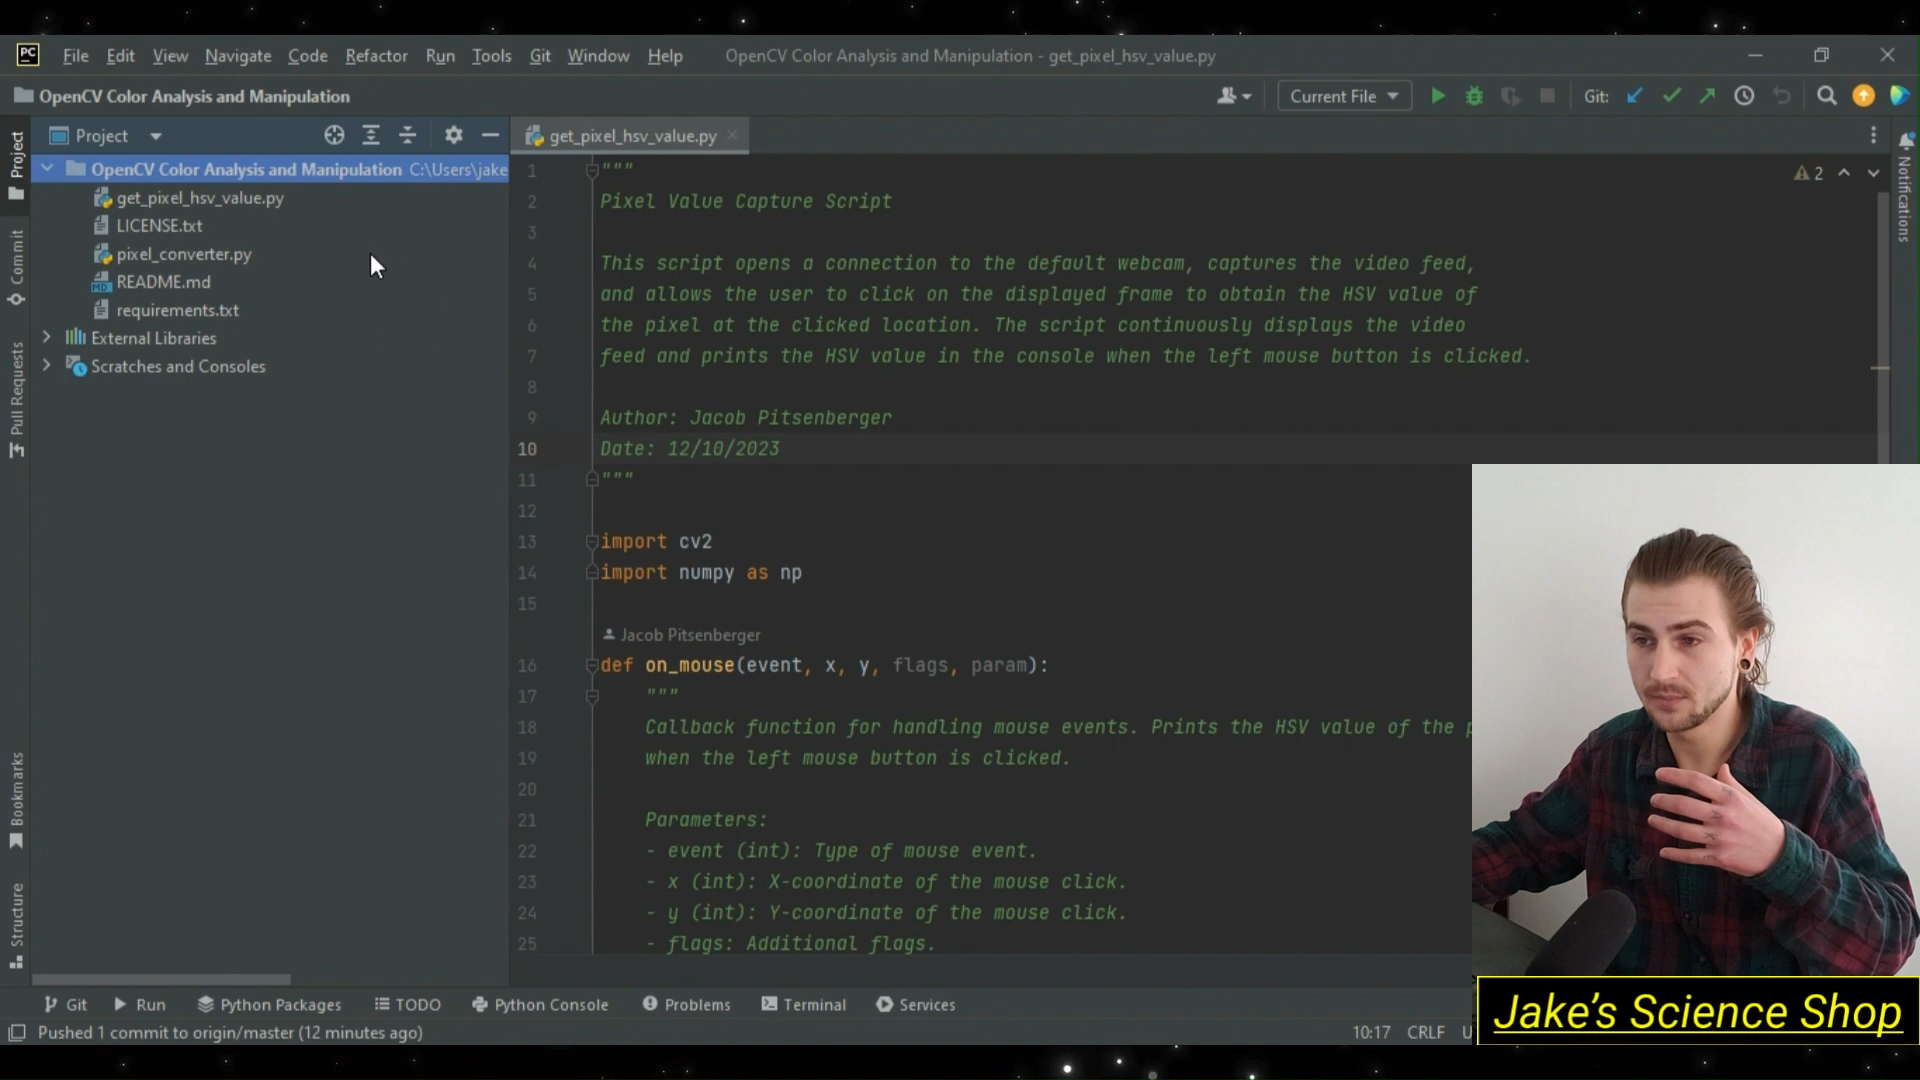 PC File Edit View Navigate Code Refactor Run Tools Git Window Help OpenCV Color Analysis and Manipulation - get_pixel_hsv_value.py
OpenCV Color Analysis and Manipulation Current File Git:
Project get_pixel_hsv_value.py
OpenCV Color Analysis and Manipulation C:\Users\jake
get_pixel_hsv_value.py
LICENSE.txt
pixel_converter.py
README.md
requirements.txt
External Libraries
Scratches and Consoles
Project
Commit
Pull Requests
Bookmarks
Structure
1 """
2 Pixel Value Capture Script
3
4 This script opens a connection to the default webcam, captures the video feed,
5 and allows the user to click on the displayed frame to obtain the HSV value of
6 the pixel at the clicked location. The script continuously displays the video
7 feed and prints the HSV value in the console when the left mouse button is clicked.
8
9 Author: Jacob Pitsenberger
10 Date: 12/10/2023
11 """
12
13 import cv2
14 import numpy as np
15
Jacob Pitsenberger
16 def on_mouse(event, x, y, flags, param):
17 """
18 Callback function for handling mouse events. Prints the HSV value of the p
19 when the left mouse button is clicked.
20
21 Parameters:
22 - event (int): Type of mouse event.
23 - x (int): X-coordinate of the mouse click.
24 - y (int): Y-coordinate of the mouse click.
25 - flags: Additional flags.
2
Notifications
Git Run Python Packages TODO Python Console Problems Terminal Services
Pushed 1 commit to origin/master (12 minutes ago) 10:17 CRLF U
Jake's Science Shop